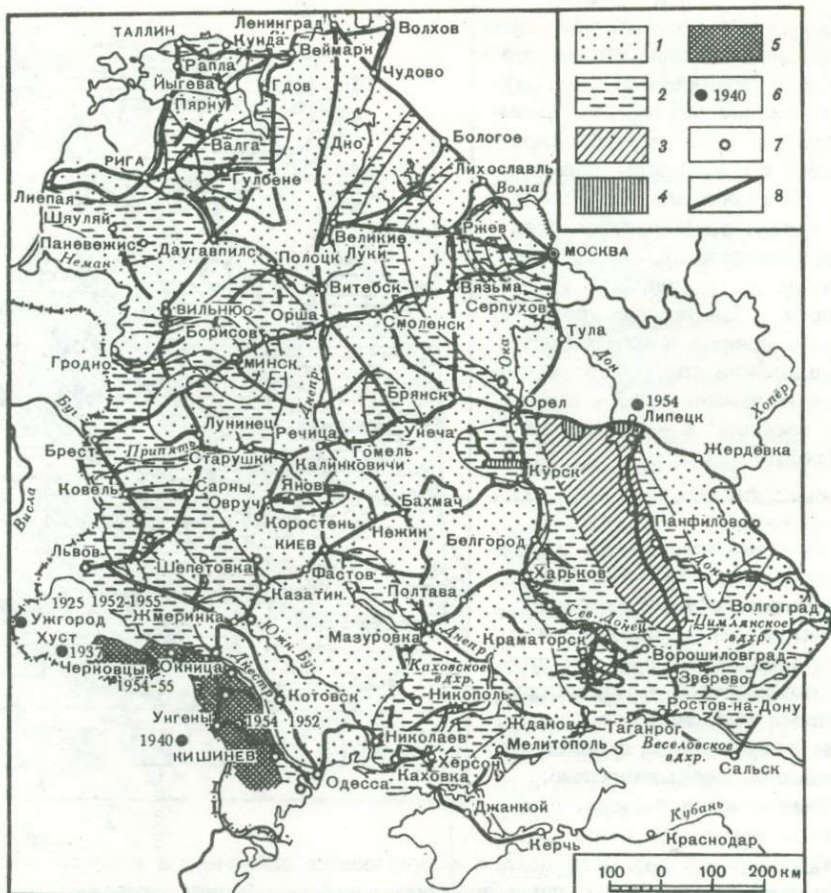 Ленинград
Волхов
ТАЛЛИН
Кунда
Веймарн
Рапла
Чудово
Йыгева
Гдов
Пярну
Валга
Дно
Бологое
РИГА
Гулбене
Лихославль
Волга
Лиепая
Шяуляй
Паневежис
Даугавпилс
Великие
Луки
Ржев
МОСКВА
Неман
Полоцк
Витебск
Вязьма
Серпухов
ВИЛЬНЮС
Орша
Смоленск
Борисов
Тула
Гродно
МИНСК
Днепр
Ока
Дон
Хопёр
Буг
Брянск
Орел
1954
Липецк
Лунинец
Речица
Унеча
Брест
Припять
Гомель
Жердевка
Старушки
Калинковичи
Курск
Висла
Ковель
Сарны
Янов
Овруч
Бахмач
Коростень
Нежин
Панфилово
Львов
КИЕВ
Белгород
Дон
Шепетовка
Фастов
Харьков
Волгоград
1925 1952-1955
Казатин
Полтава
Сев. Донец
Цимлянское
вдхр.
Ужгород
Жмеринка
Южн. Буг
Мазуровка
Днепр
Краматорск
Хуст
1937
Ворошиловград
Черновцы
Окница
Днестр
Каховское
вдхр.
Зверево
1954-55
Котовск
Никополь
Ростов-на-Дону
Унгены
1954 1952
Жданов
Таганрог
1940
Николаев
Мелитополь
Веселовское
вдхр.
КИШИНЕВ
Херсон
Сальск
Одесса
Каховка
Джанкой
Кубань
Керчь
Краснодар
100 0 100 200 км
1
5
2
1940 6
3
7
4
8